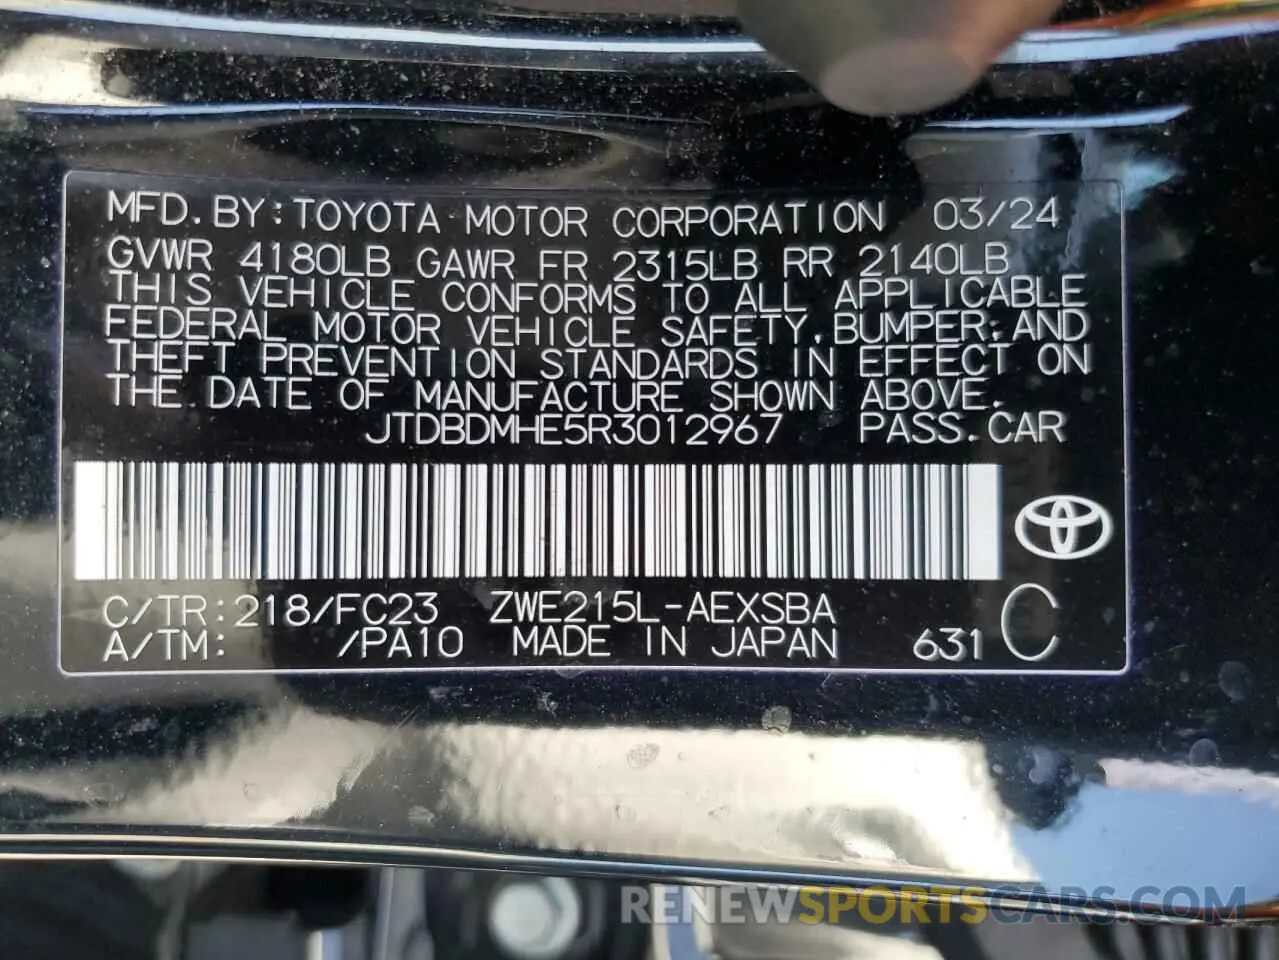 MFD. BY: TOYOTA MOTOR CORPORATION 03/24
GVWR 4180LB GAWR FR 2315LB RR 2140LB
THIS VEHICLE CONFORMS TO ALL APPLICABLE
FEDERAL MOTOR VEHICLE SAFETY, BUMPER, AND
THEFT PREVENTION STANDARDS IN EFFECT ON
THE DATE OF MANUFACTURE SHOWN ABOVE.
JTDBDMHE5R3012967 PASS. CAR
C/TR: 218/FC23 ZWE215L-AEXSBA
A/TM: /PA10 MADE IN JAPAN 631 C
RENEWSPORTSCARS.COM